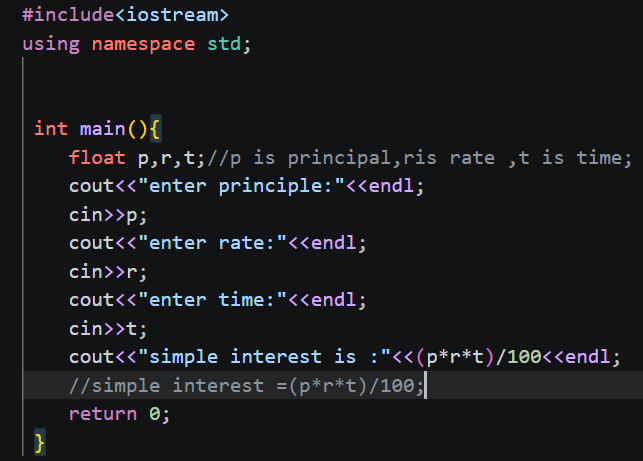 #include<iostream>
using namespace std;
int main(){
float p,r,t;//p is principal,ris rate ,t is time;
cout<<"enter principle:"<<endl;
cin>>p;
cout<<"enter rate:"<<endl;
cin>>r;
cout<<"enter time:"<<endl;
cin>>t;
cout<<"simple interest is :"<<(p*r*t)/100<<endl;
//simple interest =(p*r*t)/100;
return 0;
}